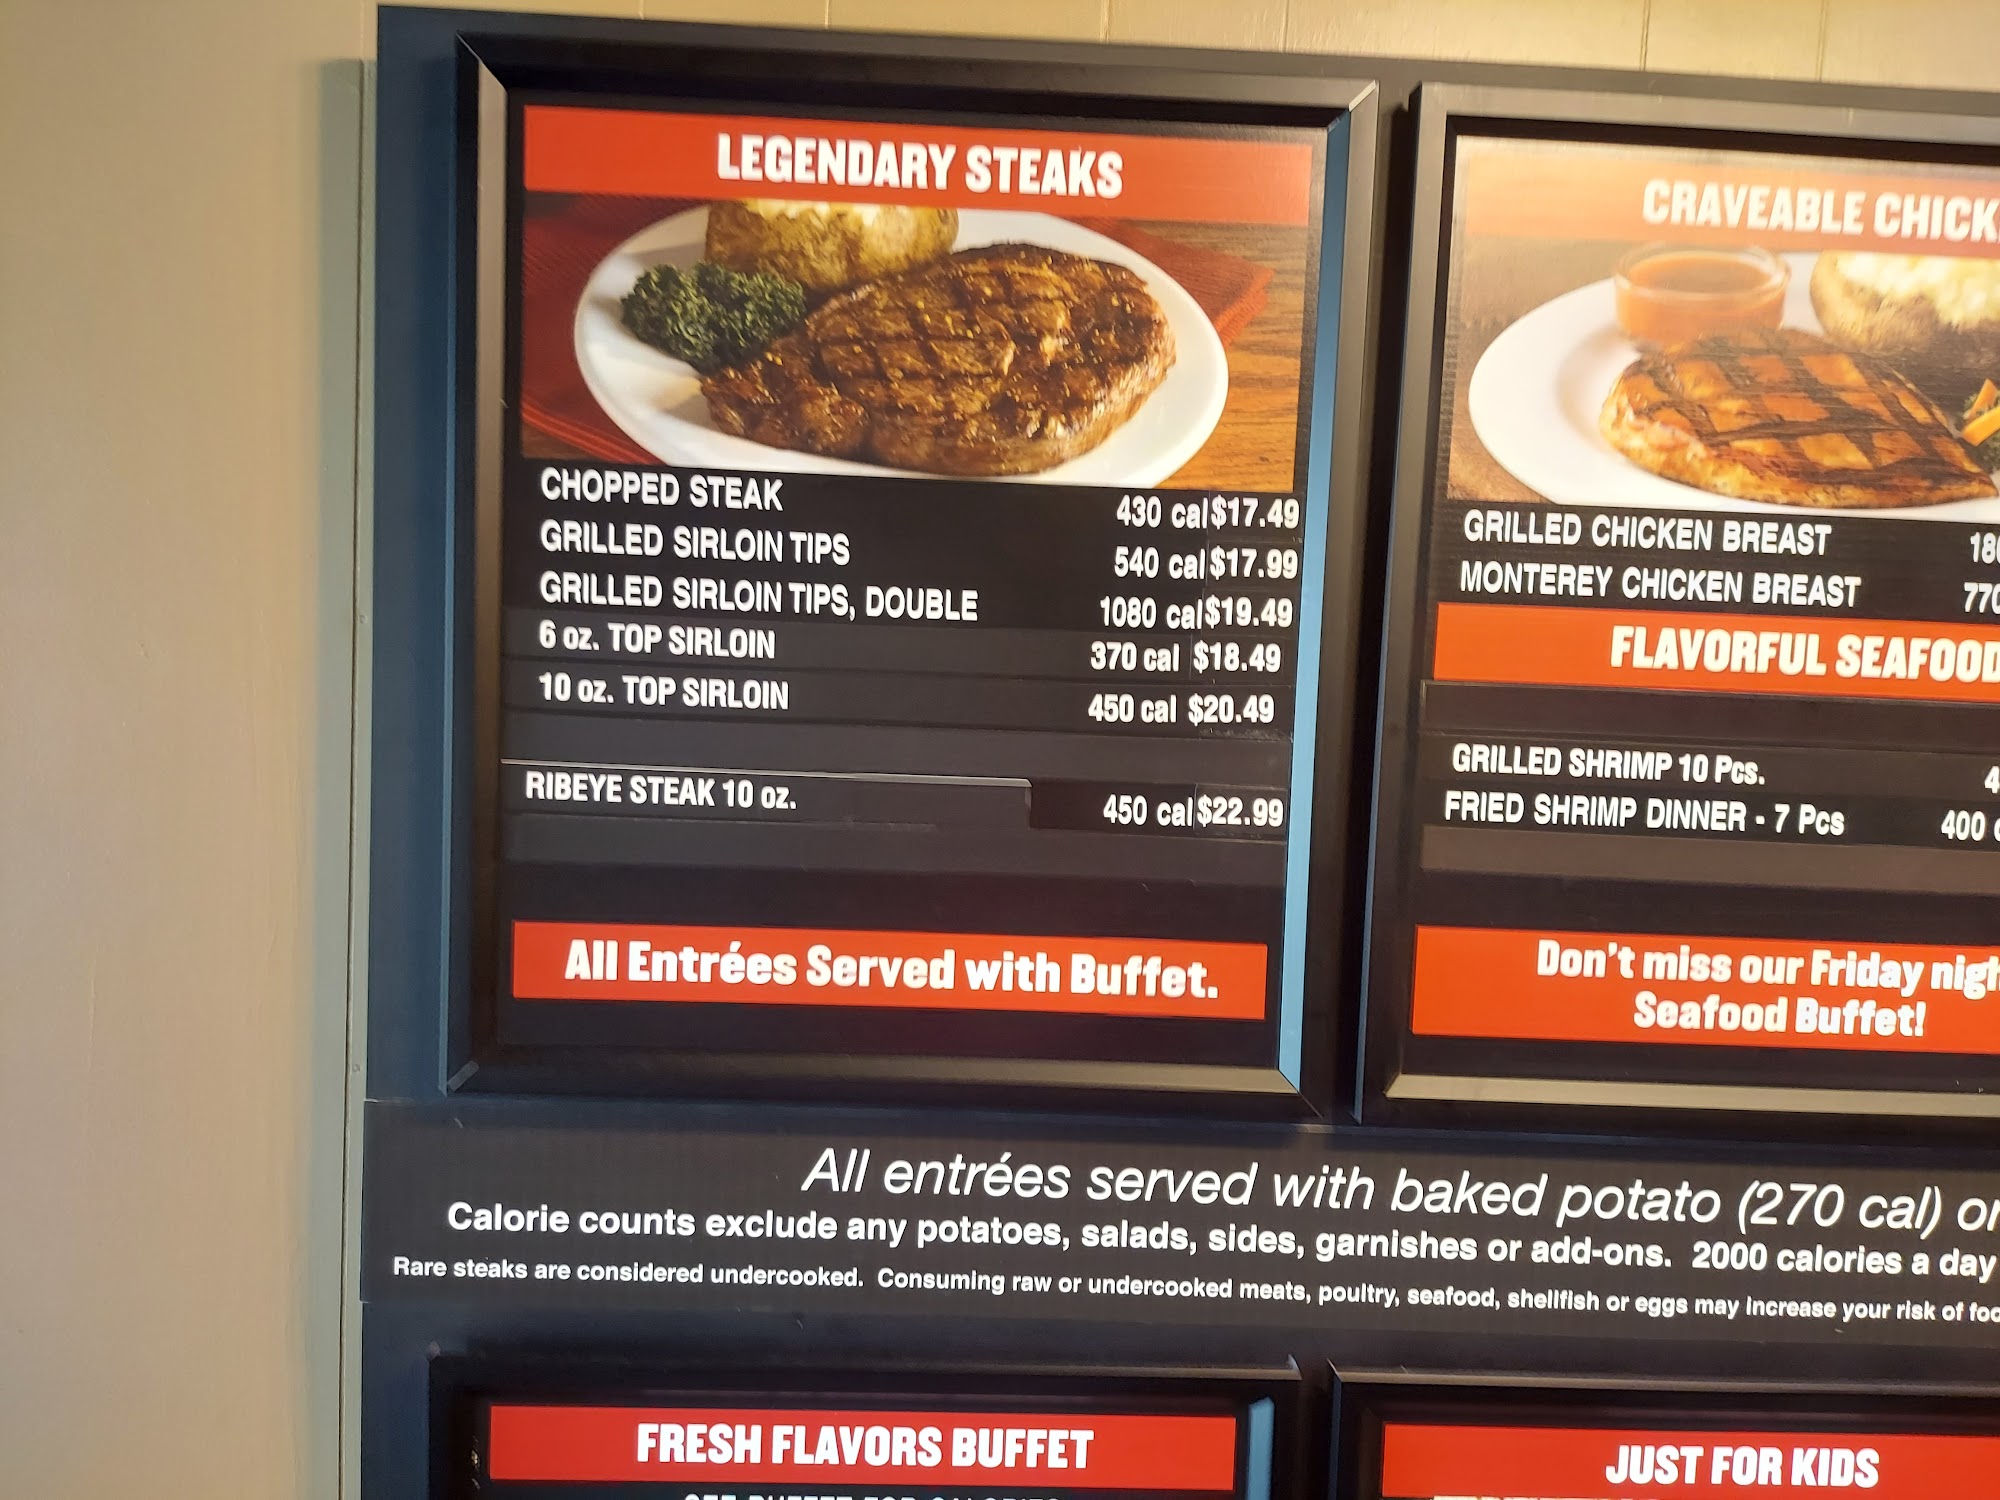 LEGENDARY STEAKS
CHOPPED STEAK 430 cal $17.49
GRILLED SIRLOIN TIPS 540 cal $17.99
GRILLED SIRLOIN TIPS, DOUBLE 1080 cal $19.49
6 oz. TOP SIRLOIN 370 cal $18.49
10 oz. TOP SIRLOIN 450 cal $20.49
RIBEYE STEAK 10 oz. 450 cal $22.99
All Entrées Served with Buffet.
CRAVEABLE
GRILLED CHICKEN BREAST
MONTEREY CHICKEN BREAST
FLAVORFUL SEAFOOD
GRILLED SHRIMP 10 Pcs.
FRIED SHRIMP DINNER - 7 Pcs 400
Don't miss our Friday
Seafood Buffet!
All entrées served with baked potato (270 cal)
Calorie counts exclude any potatoes, salads, sides, garnishes or add-ons. 2000 calories a day
Rare steaks are considered undercooked. Consuming raw or undercooked meats, poultry, seafood, shellfish or eggs may increase your risk of
FRESH FLAVORS BUFFET
JUST FOR KIDS